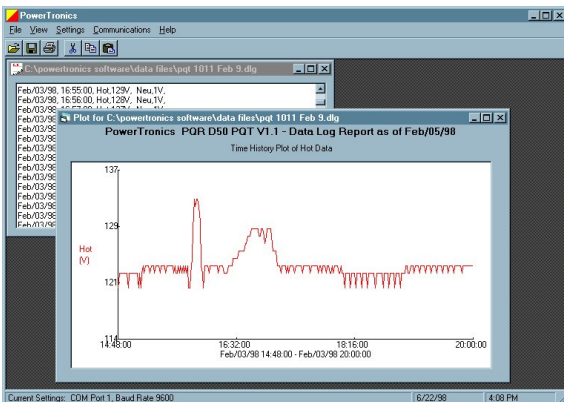 PowerTronics
File View Settings Communications Help
C:\powertronics software\data files\pqt 1011 Feb 9.dlg
Feb/03/98, 16:55:00, Hot,129V, Neu,1V,
Feb/03/98, 16:56:00, Hot,128V, Neu,1V,
Feb/03/98
Feb/03/98
Feb/03/98
Feb/03/98
Feb/03/98
Feb/03/98
Feb/03/98
Feb/03/98
Feb/03/98
Feb/03/98
Plot for C:\powertronics software\data files\pqt 1011 Feb 9.dlg
PowerTronics PQR D50 PQT V1.1 - Data Log Report as of Feb/05/98
Time History Plot of Hot Data
137
129
Hot
(V)
121
114
14:48:00 16:32:00 18:16:00 20:00:00
Feb/03/98 14:48:00 - Feb/03/98 20:00:00
Current Settings: COM Port 1, Baud Rate 9600 6/22/98 4:08 PM